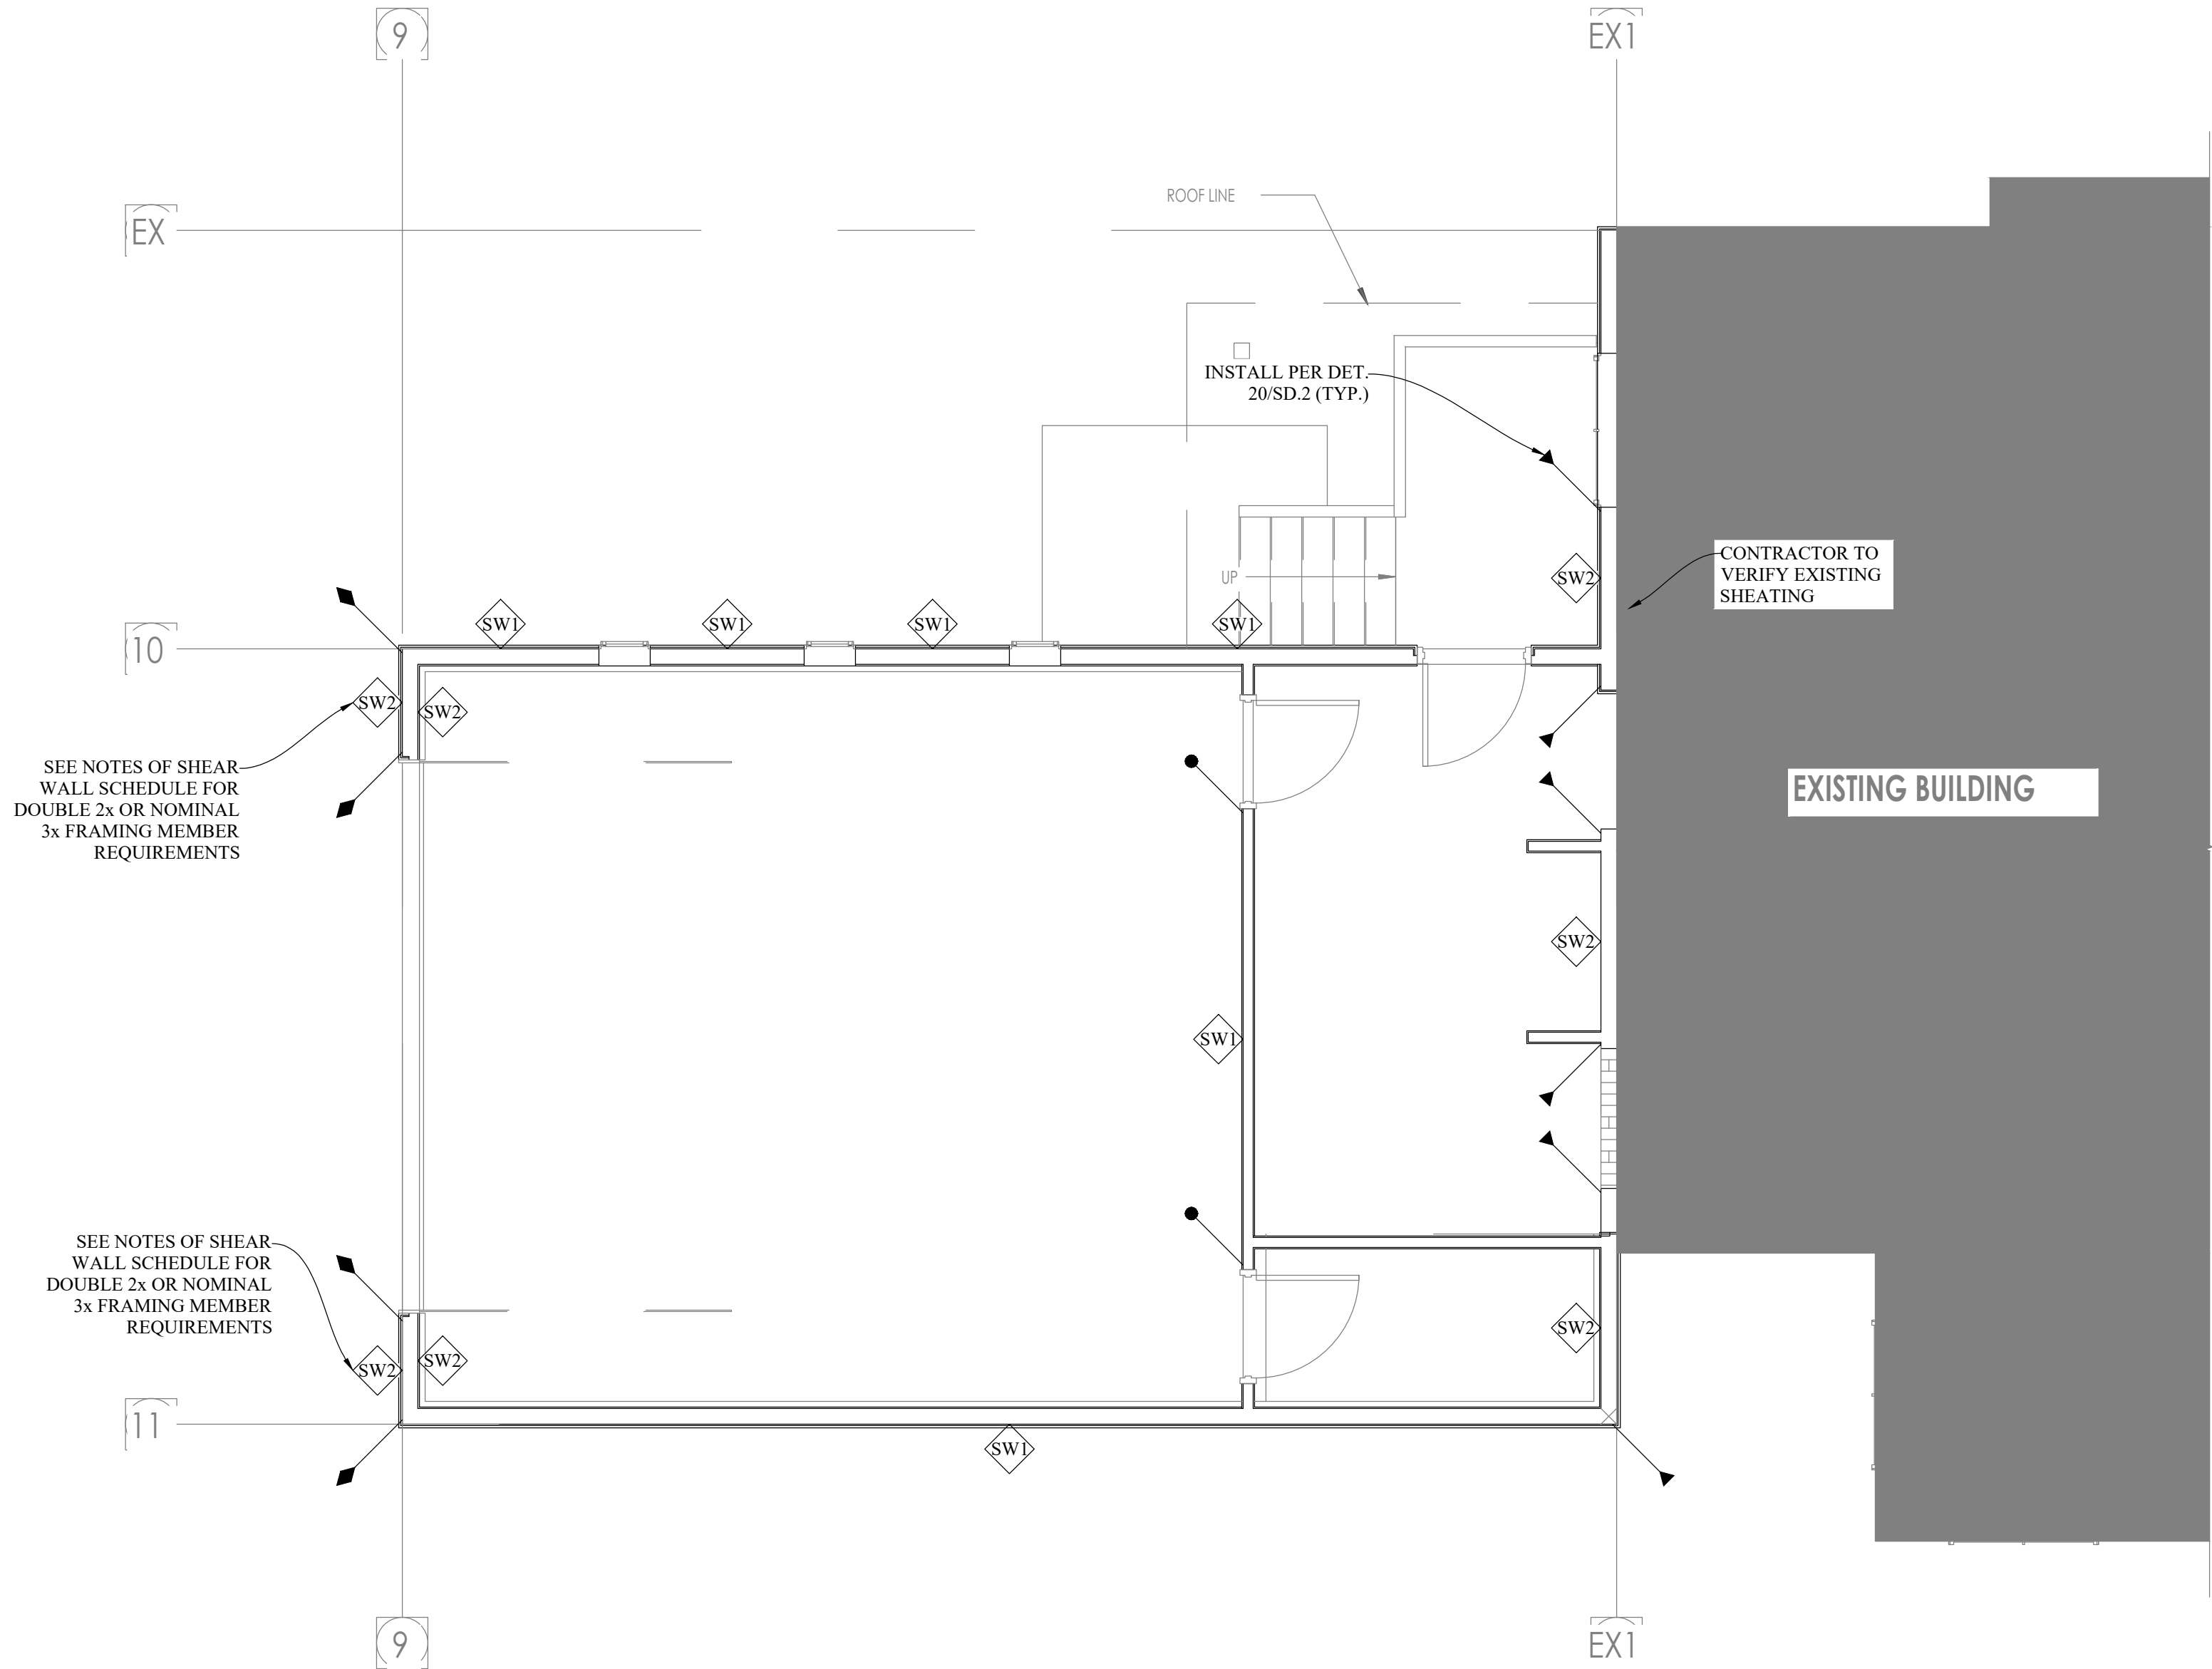 9
EX1
EX
ROOF LINE
INSTALL PER DET.
20/SD.2 (TYP.)
CONTRACTOR TO
VERIFY EXISTING
SHEATING
SW2
UP
SW1
SW1
SW1
SW1
10
SW2
SW2
SEE NOTES OF SHEAR
WALL SCHEDULE FOR
DOUBLE 2x OR NOMINAL
3x FRAMING MEMBER
REQUIREMENTS
EXISTING BUILDING
SW2
SW1
SEE NOTES OF SHEAR
WALL SCHEDULE FOR
DOUBLE 2x OR NOMINAL
3x FRAMING MEMBER
REQUIREMENTS
SW2
SW2
SW2
11
SW1
9
EX1